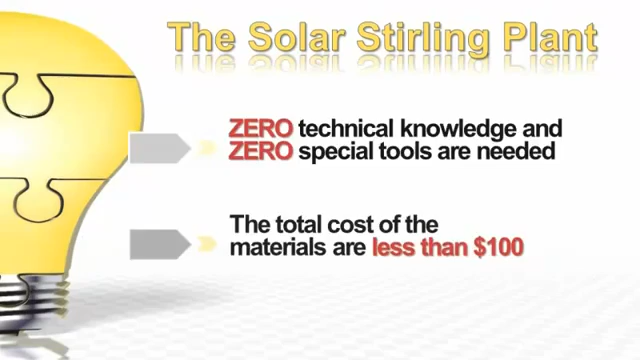 The Solar Stirling Plant
ZERO technical knowledge and
ZERO special tools are needed
The total cost of the
materials are less than $100